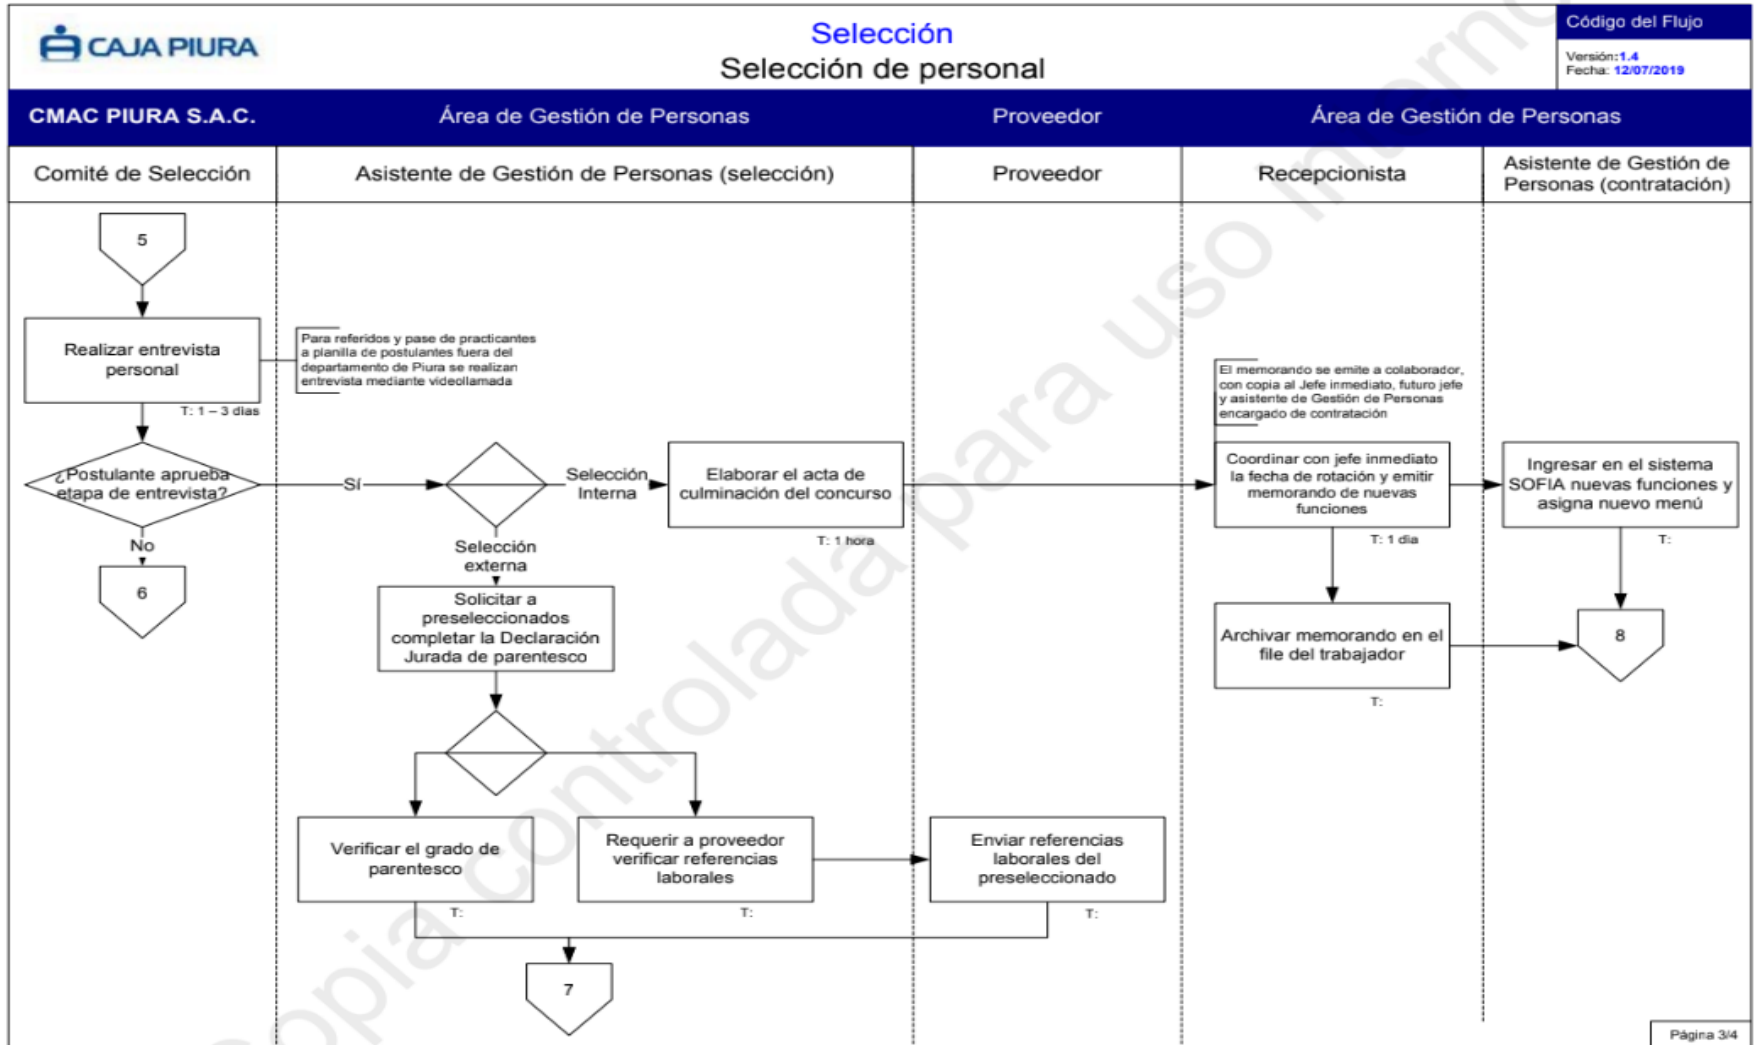 CAJA PIURA
Selección
Selección de personal
Código del Flujo
Versión:1.4
Fecha: 12/07/2019
CMAC PIURA S.A.C.
Área de Gestión de Personas
Proveedor
Área de Gestión de Personas
Comité de Selección
Asistente de Gestión de Personas (selección)
Proveedor
Recepcionista
Asistente de Gestión de
Personas (contratación)
5
Realizar entrevista
personal
T: 1 – 3 dias
Para referidos y pase de practicantes
a planilla de postulantes fuera del
departamento de Piura se realizan
entrevista mediante videollamada
¿Postulante aprueba
etapa de entrevista?
Sí
No
6
Selección
Interna
Elaborar el acta de
culminación del concurso
T: 1 hora
El memorando se emite a colaborador,
con copia al Jefe inmediato, futuro jefe
y asistente de Gestión de Personas
encargado de contratación
Coordinar con jefe inmediato
la fecha de rotación y emitir
memorando de nuevas
funciones
T: 1 dia
Ingresar en el sistema
SOFIA nuevas funciones y
asigna nuevo menú
T:
Selección
externa
Solicitar a
preseleccionados
completar la Declaración
Jurada de parentesco
Archivar memorando en el
file del trabajador
T:
8
Verificar el grado de
parentesco
T:
Requerir a proveedor
verificar referencias
laborales
T:
Enviar referencias
laborales del
preseleccionado
T:
7
Página 3/4
Copia controlada para uso interno